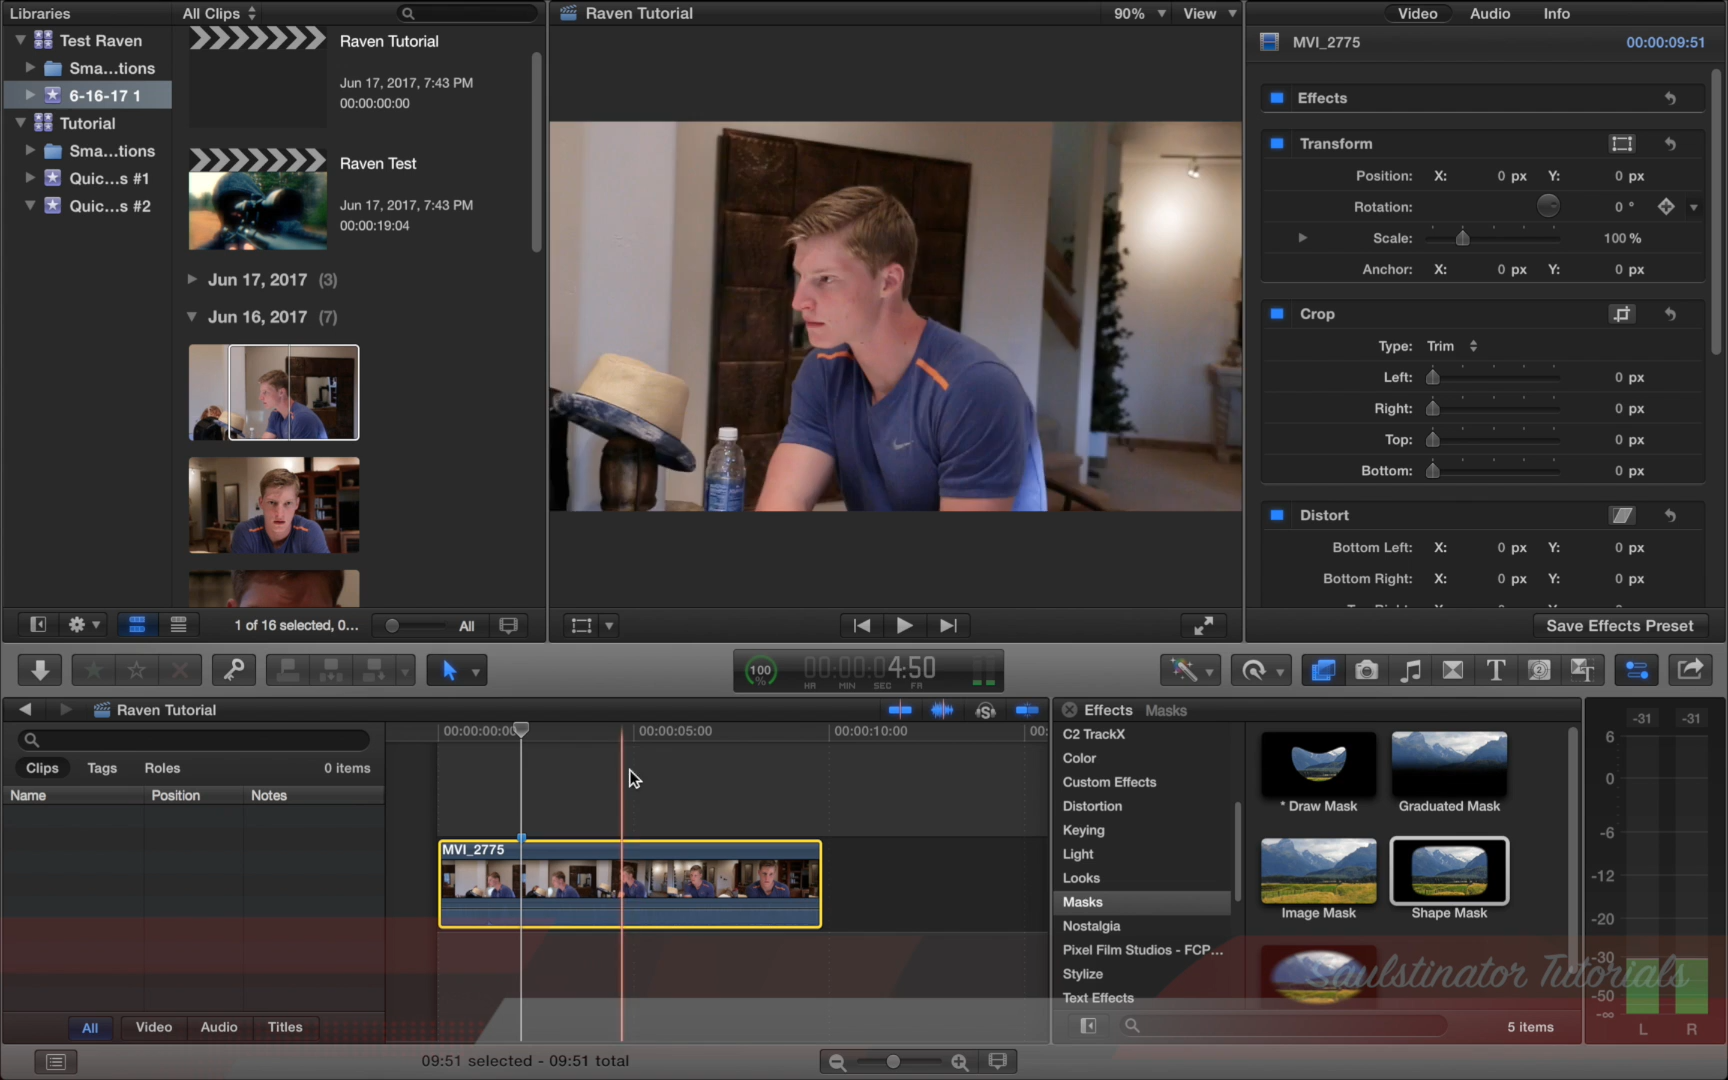 Libraries
All Clips
Raven Tutorial
90%
View
Video
Audio
Info
Test Raven
Sma...tions
6-16-17 1
Tutorial
Sma...tions
Quic...s #1
Quic...s #2
Raven Tutorial
Jun 17, 2017, 7:43 PM
00:00:00:00
Raven Test
Jun 17, 2017, 7:43 PM
00:00:19:04
Jun 17, 2017 (3)
Jun 16, 2017 (7)
1 of 16 selected, 0...
All
MVI_2775
00:00:09:51
Effects
Transform
Position: X: 0 px Y: 0 px
Rotation: 0 °
Scale: 100 %
Anchor: X: 0 px Y: 0 px
Crop
Type: Trim
Left: 0 px
Right: 0 px
Top: 0 px
Bottom: 0 px
Distort
Bottom Left: X: 0 px Y: 0 px
Bottom Right: X: 0 px Y: 0 px
Save Effects Preset
100 %
00:00:04:50
HR MIN SEC FR
Raven Tutorial
Clips
Tags
Roles
0 items
Name
Position
Notes
All
Video
Audio
Titles
00:00:00:00
00:00:05:00
00:00:10:00
00:
MVI_2775
09:51 selected - 09:51 total
Effects
Masks
C2 TrackX
Color
Custom Effects
Distortion
Keying
Light
Looks
Masks
Nostalgia
Pixel Film Studios - FCP...
Stylize
Text Effects
* Draw Mask
Graduated Mask
Image Mask
Shape Mask
5 items
-31
-31
6
0
-6
-12
-20
-30
-50
-∞
L
R
Saulstinator Tutorials